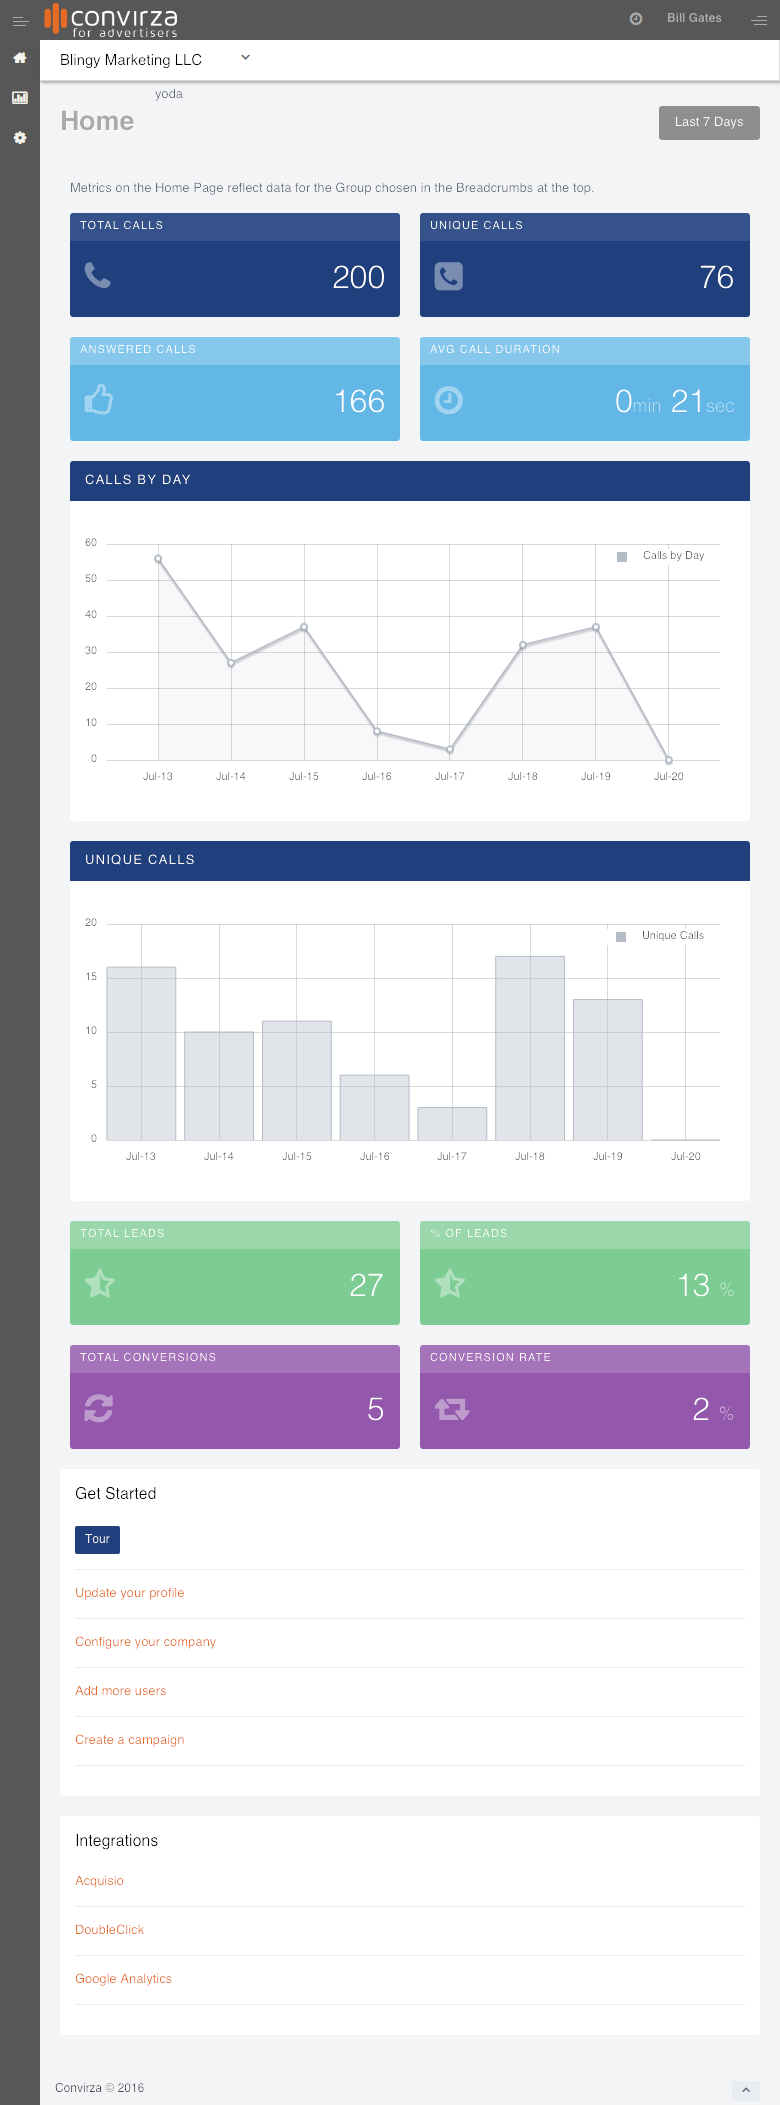 convirza
for advertisers
Bill Gates
Blingy Marketing LLC
yoda
Home
Last 7 Days
Metrics on the Home Page reflect data for the Group chosen in the Breadcrumbs at the top.
TOTAL CALLS
200
UNIQUE CALLS
76
ANSWERED CALLS
166
AVG CALL DURATION
0min 21sec
CALLS BY DAY
60
50
40
30
20
10
0
Calls by Day
Jul-13 Jul-14 Jul-15 Jul-16 Jul-17 Jul-18 Jul-19 Jul-20
UNIQUE CALLS
20
15
10
5
0
Unique Calls
Jul-13 Jul-14 Jul-15 Jul-16 Jul-17 Jul-18 Jul-19 Jul-20
TOTAL LEADS
27
% OF LEADS
13 %
TOTAL CONVERSIONS
5
CONVERSION RATE
2 %
Get Started
Tour
Update your profile
Configure your company
Add more users
Create a campaign
Integrations
Acquisio
DoubleClick
Google Analytics
Convirza © 2016